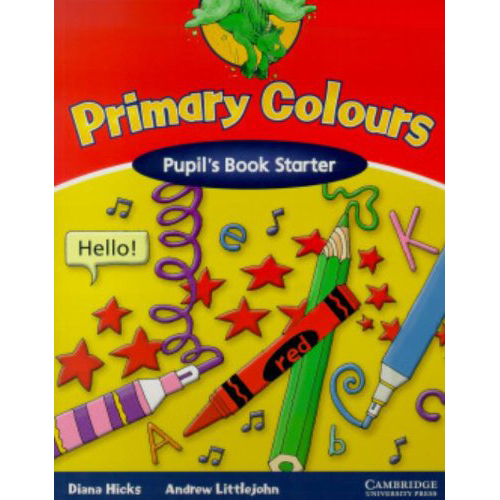 Primary Colours
Pupil's Book Starter
Hello!
e
K
red
Diana Hicks Andrew Littlejohn
CAMBRIDGE
UNIVERSITY PRESS